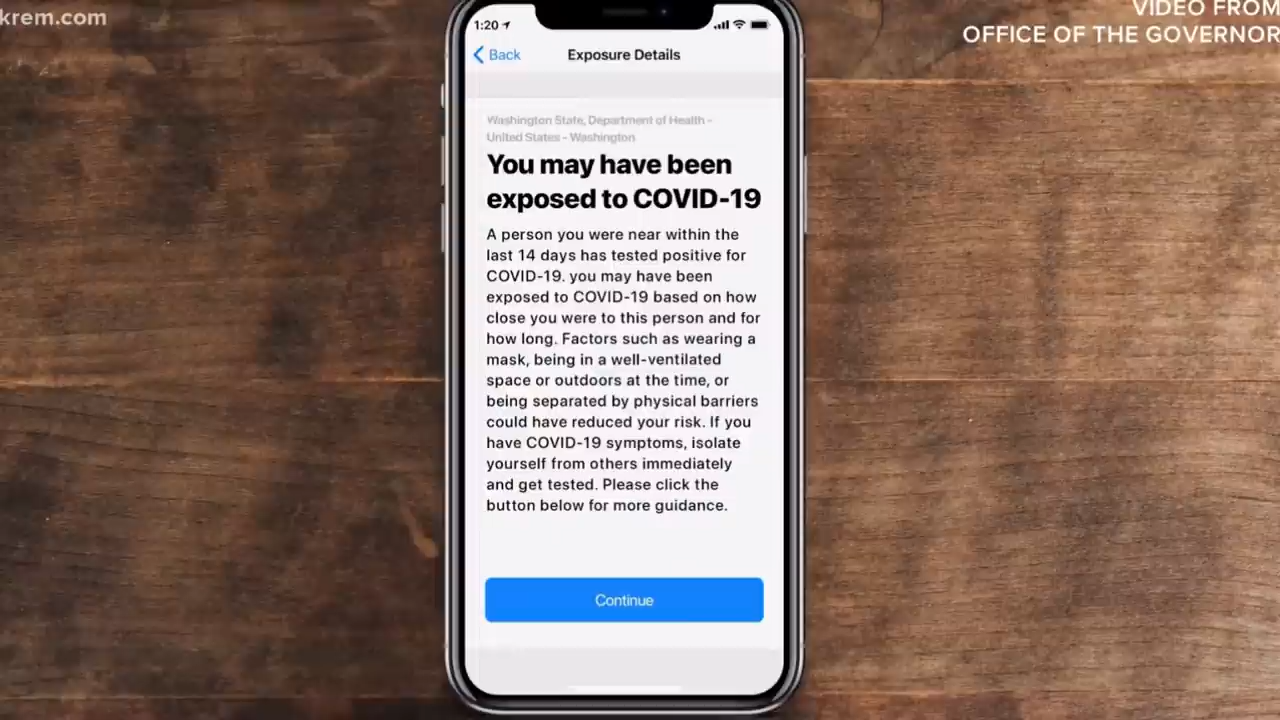 krem.com
VIDEO FROM
OFFICE OF THE GOVERNOR
1:20
Back
Exposure Details
Washington State, Department of Health -
United States - Washington
You may have been
exposed to COVID-19
A person you were near within the
last 14 days has tested positive for
COVID-19. you may have been
exposed to COVID-19 based on how
close you were to this person and for
how long. Factors such as wearing a
mask, being in a well-ventilated
space or outdoors at the time, or
being separated by physical barriers
could have reduced your risk. If you
have COVID-19 symptoms, isolate
yourself from others immediately
and get tested. Please click the
button below for more guidance.
Continue